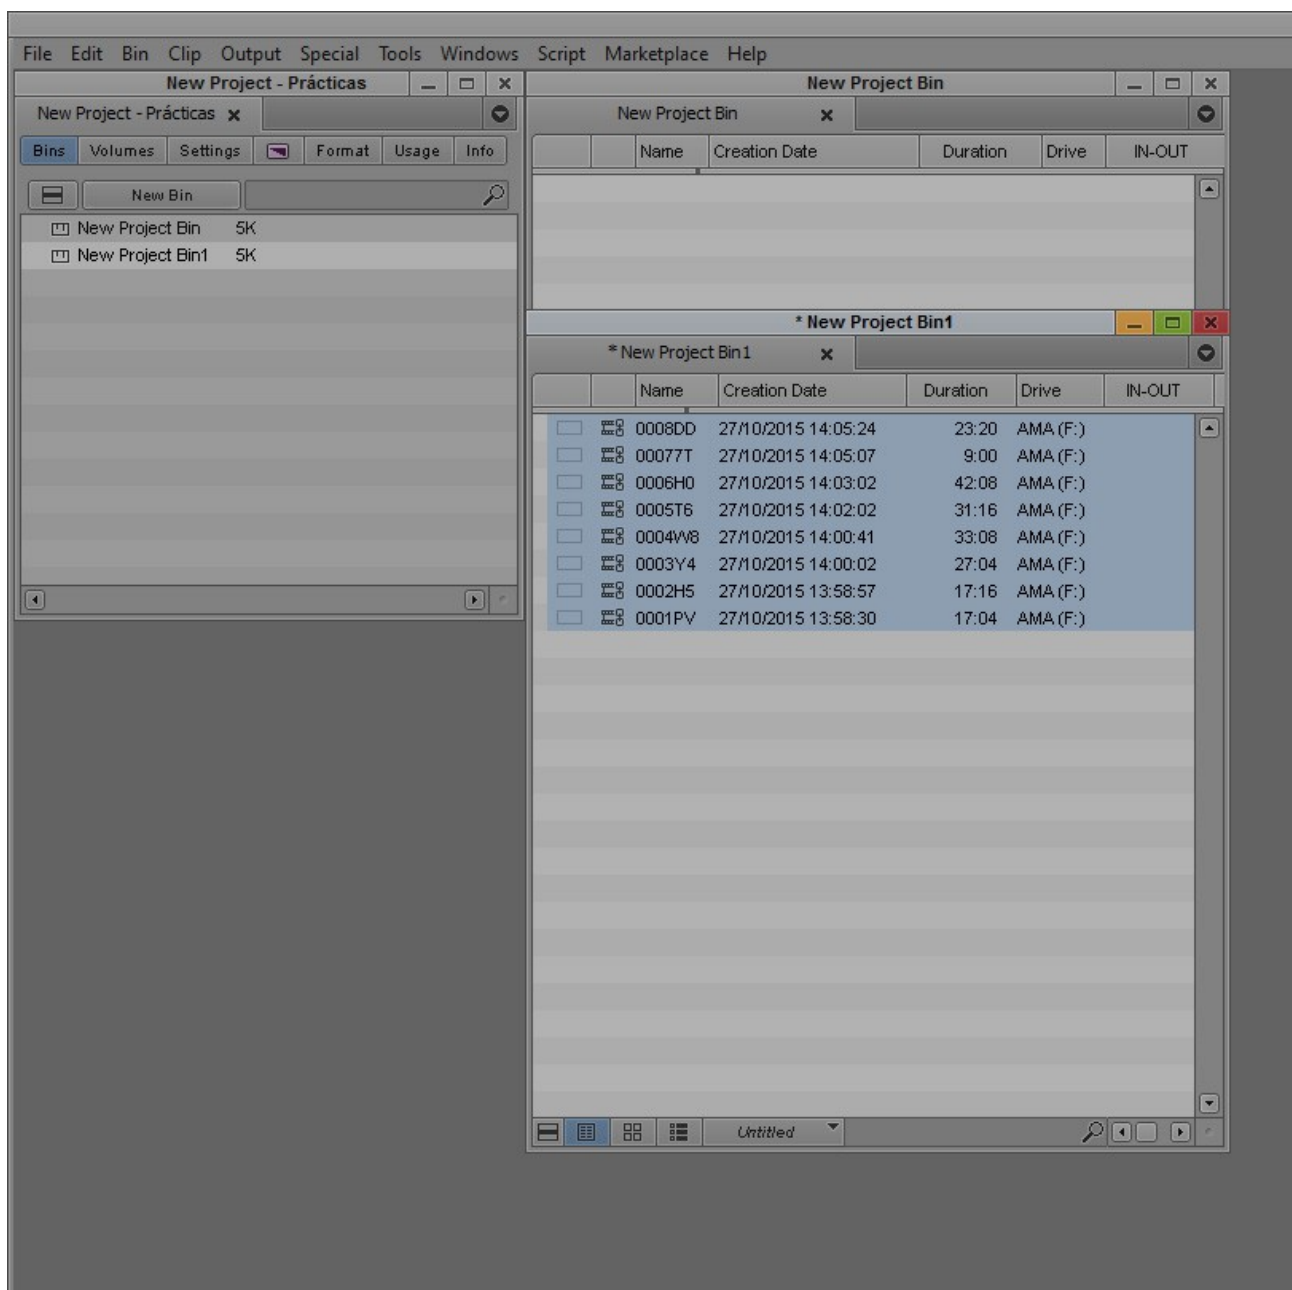 File Edit Bin Clip Output Special Tools Windows Script Marketplace Help
New Project - Prácticas
New Project - Prácticas
Bins Volumes Settings Format Usage Info
New Bin
New Project Bin 5K
New Project Bin1 5K
New Project Bin
New Project Bin
Name Creation Date Duration Drive IN-OUT
* New Project Bin1
* New Project Bin1
Name Creation Date Duration Drive IN-OUT
0008DD 27/10/2015 14:05:24 23:20 AMA (F:)
00077T 27/10/2015 14:05:07 9:00 AMA (F:)
0006H0 27/10/2015 14:03:02 42:08 AMA (F:)
0005T6 27/10/2015 14:02:02 31:16 AMA (F:)
0004W8 27/10/2015 14:00:41 33:08 AMA (F:)
0003Y4 27/10/2015 14:00:02 27:04 AMA (F:)
0002H5 27/10/2015 13:58:57 17:16 AMA (F:)
0001PV 27/10/2015 13:58:30 17:04 AMA (F:)
Untitled